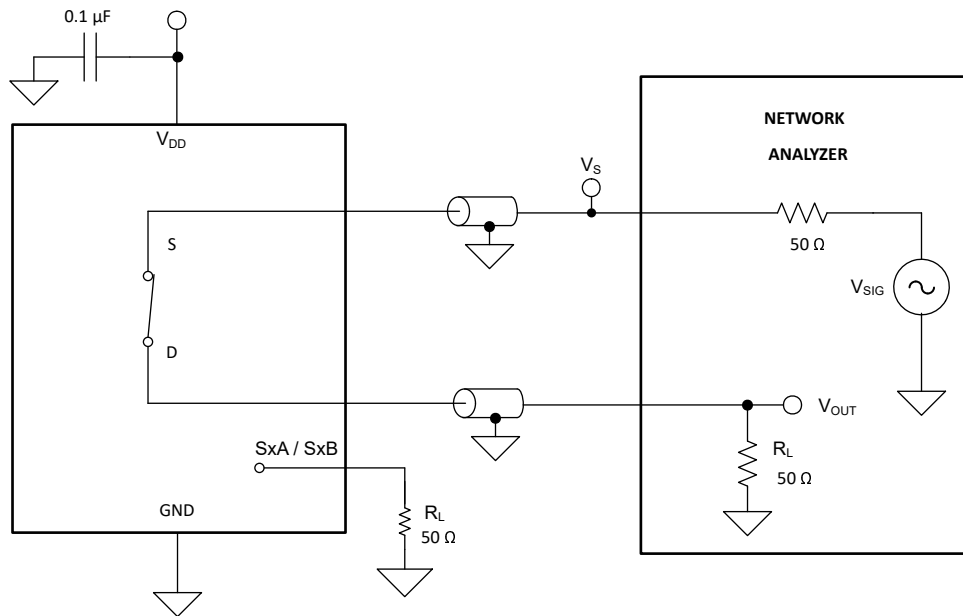 0.1 µF
VDD
NETWORK
ANALYZER
VS
S
50 Ω
VSIG
D
VOUT
SxA / SxB
RL
50 Ω
GND
RL
50 Ω